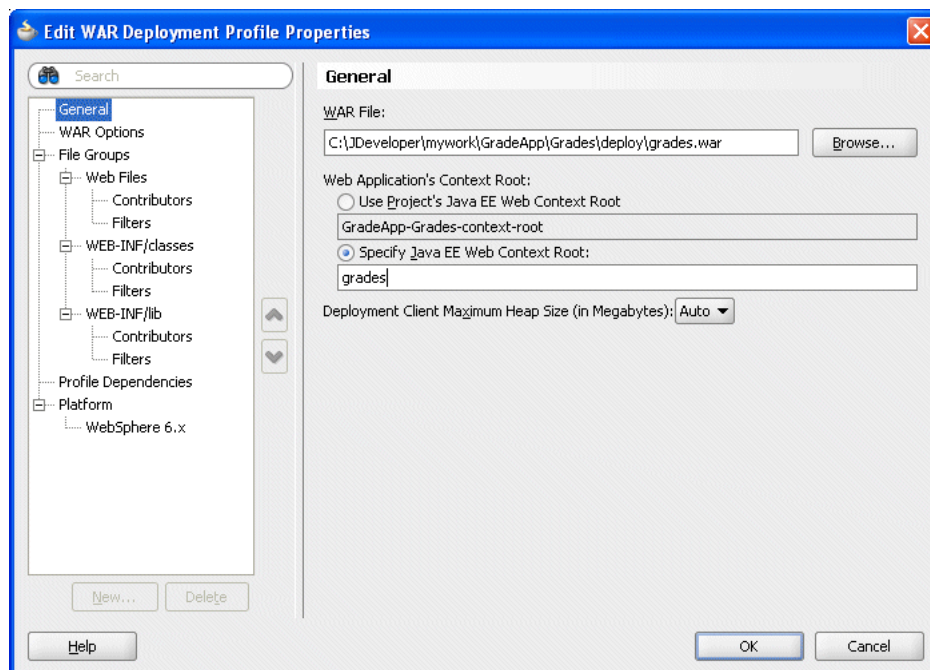 Edit WAR Deployment Profile Properties
Search
General
WAR Options
File Groups
Web Files
Contributors
Filters
WEB-INF/classes
Contributors
Filters
WEB-INF/lib
Contributors
Filters
Profile Dependencies
Platform
WebSphere 6.x
New...
Delete
General
WAR File:
C:\JDeveloper\mywork\GradeApp\Grades\deploy\grades.war
Browse...
Web Application's Context Root:
Use Project's Java EE Web Context Root
GradeApp-Grades-context-root
Specify Java EE Web Context Root:
grades
Deployment Client Maximum Heap Size (in Megabytes): Auto
Help
OK
Cancel